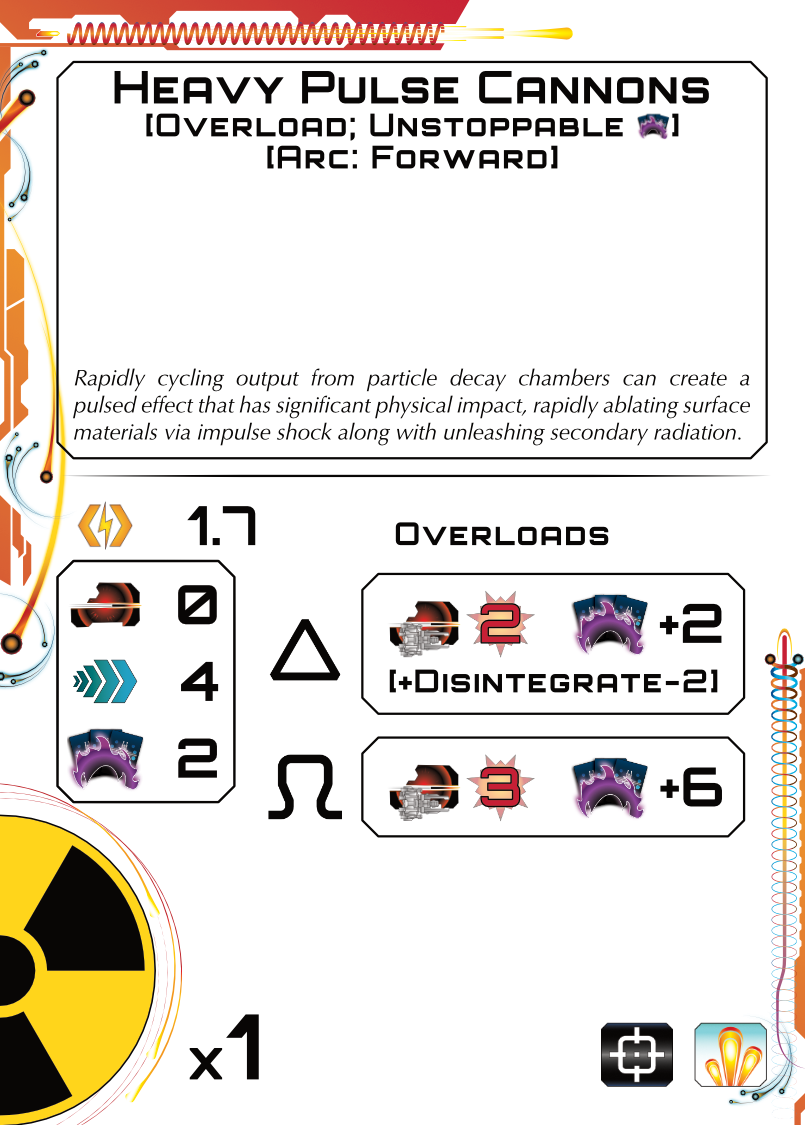 Heavy Pulse Cannons
[Overload; Unstoppable ]
[Arc: Forward]
Rapidly cycling output from particle decay chambers can create a
pulsed effect that has significant physical impact, rapidly ablating surface
materials via impulse shock along with unleashing secondary radiation.
1.7
Overloads
0
4
2
Δ
2 +2
[+Disintegrate-2]
Ω
3 +6
x1